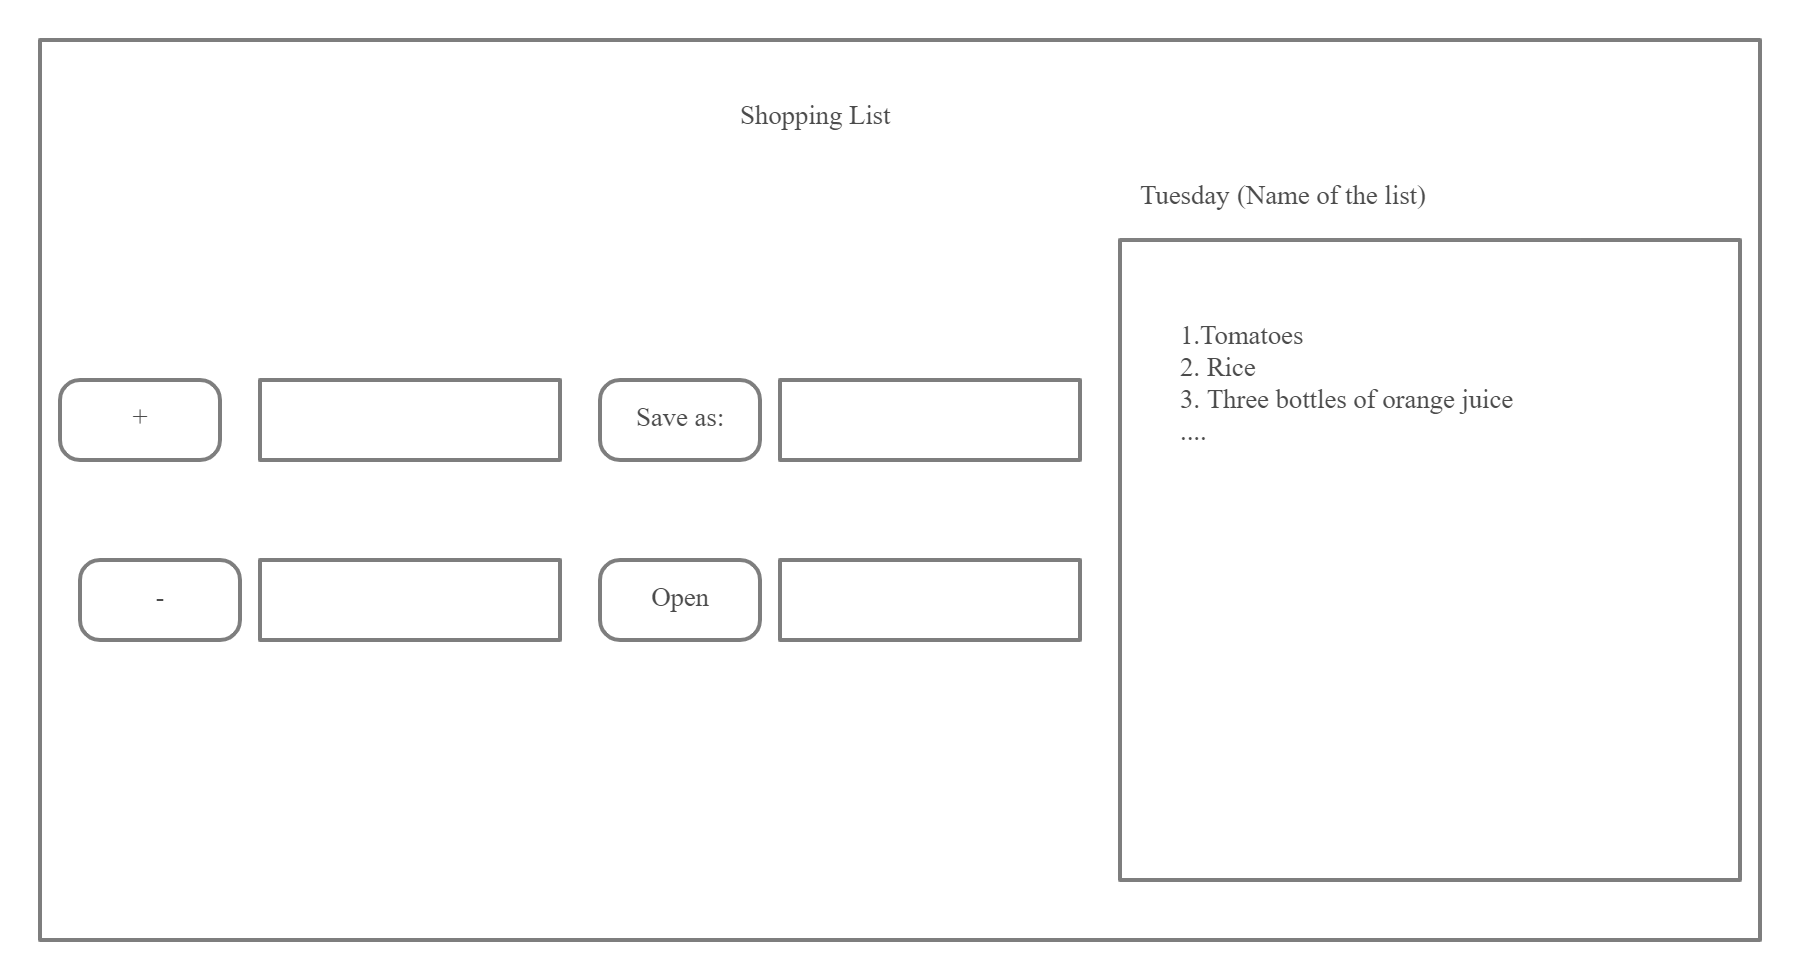 Shopping List
Tuesday (Name of the list)
1.Tomatoes
2. Rice
3. Three bottles of orange juice
....
+
Save as:
-
Open